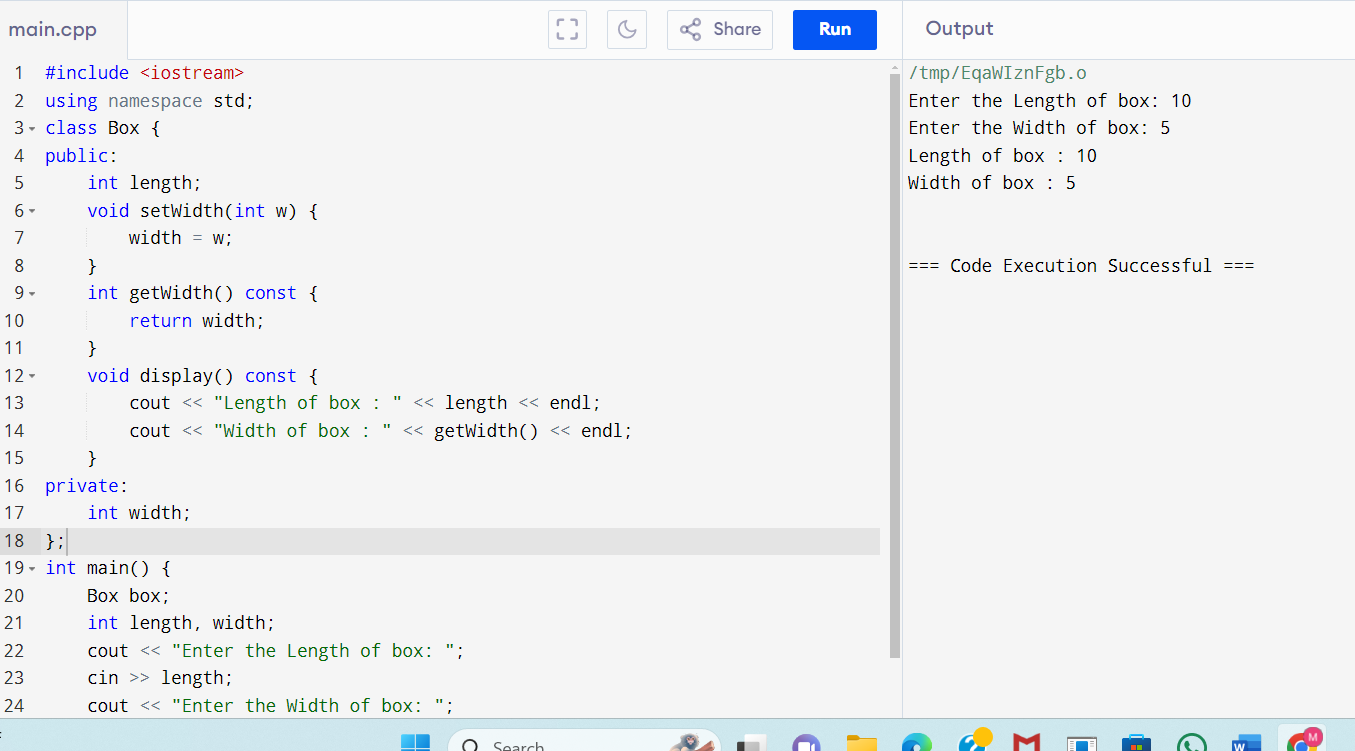 main.cpp
Share
Run
Output
1 #include <iostream>
2 using namespace std;
3 class Box {
4 public:
5     int length;
6     void setWidth(int w) {
7         width = w;
8     }
9     int getWidth() const {
10         return width;
11     }
12     void display() const {
13         cout << "Length of box : " << length << endl;
14         cout << "Width of box : " << getWidth() << endl;
15     }
16 private:
17     int width;
18 };
19 int main() {
20     Box box;
21     int length, width;
22     cout << "Enter the Length of box: ";
23     cin >> length;
24     cout << "Enter the Width of box: ";
/tmp/EqaWIznFgb.o
Enter the Length of box: 10
Enter the Width of box: 5
Length of box : 10
Width of box : 5
=== Code Execution Successful ===
Search
W
M